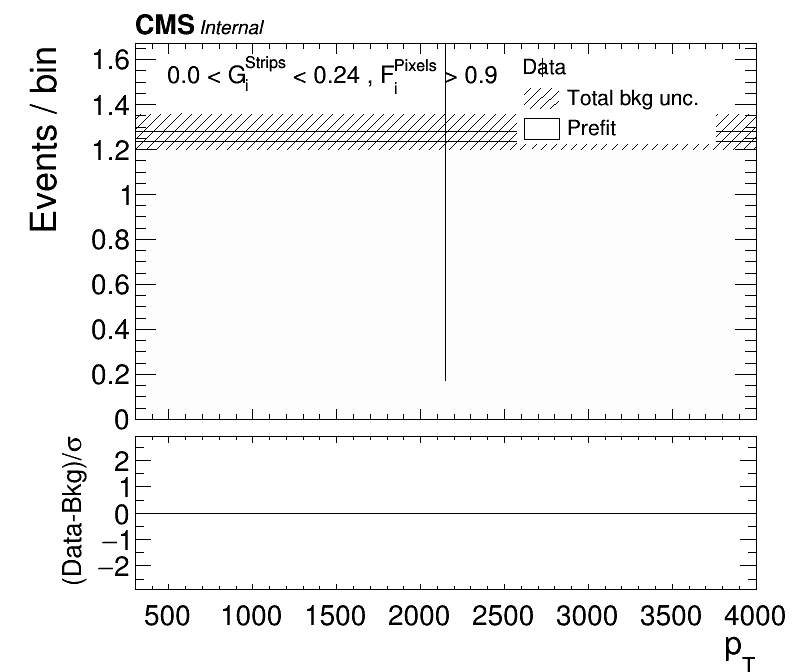 CMS Internal
0.0 < G_i^Strips < 0.24 , F_i^Pixels > 0.9
Data
Total bkg unc.
Prefit
Events / bin
1.6
1.4
1.2
1
0.8
0.6
0.4
0.2
0
(Data-Bkg)/σ
2
1
0
−1
−2
500 1000 1500 2000 2500 3000 3500 4000
p_T